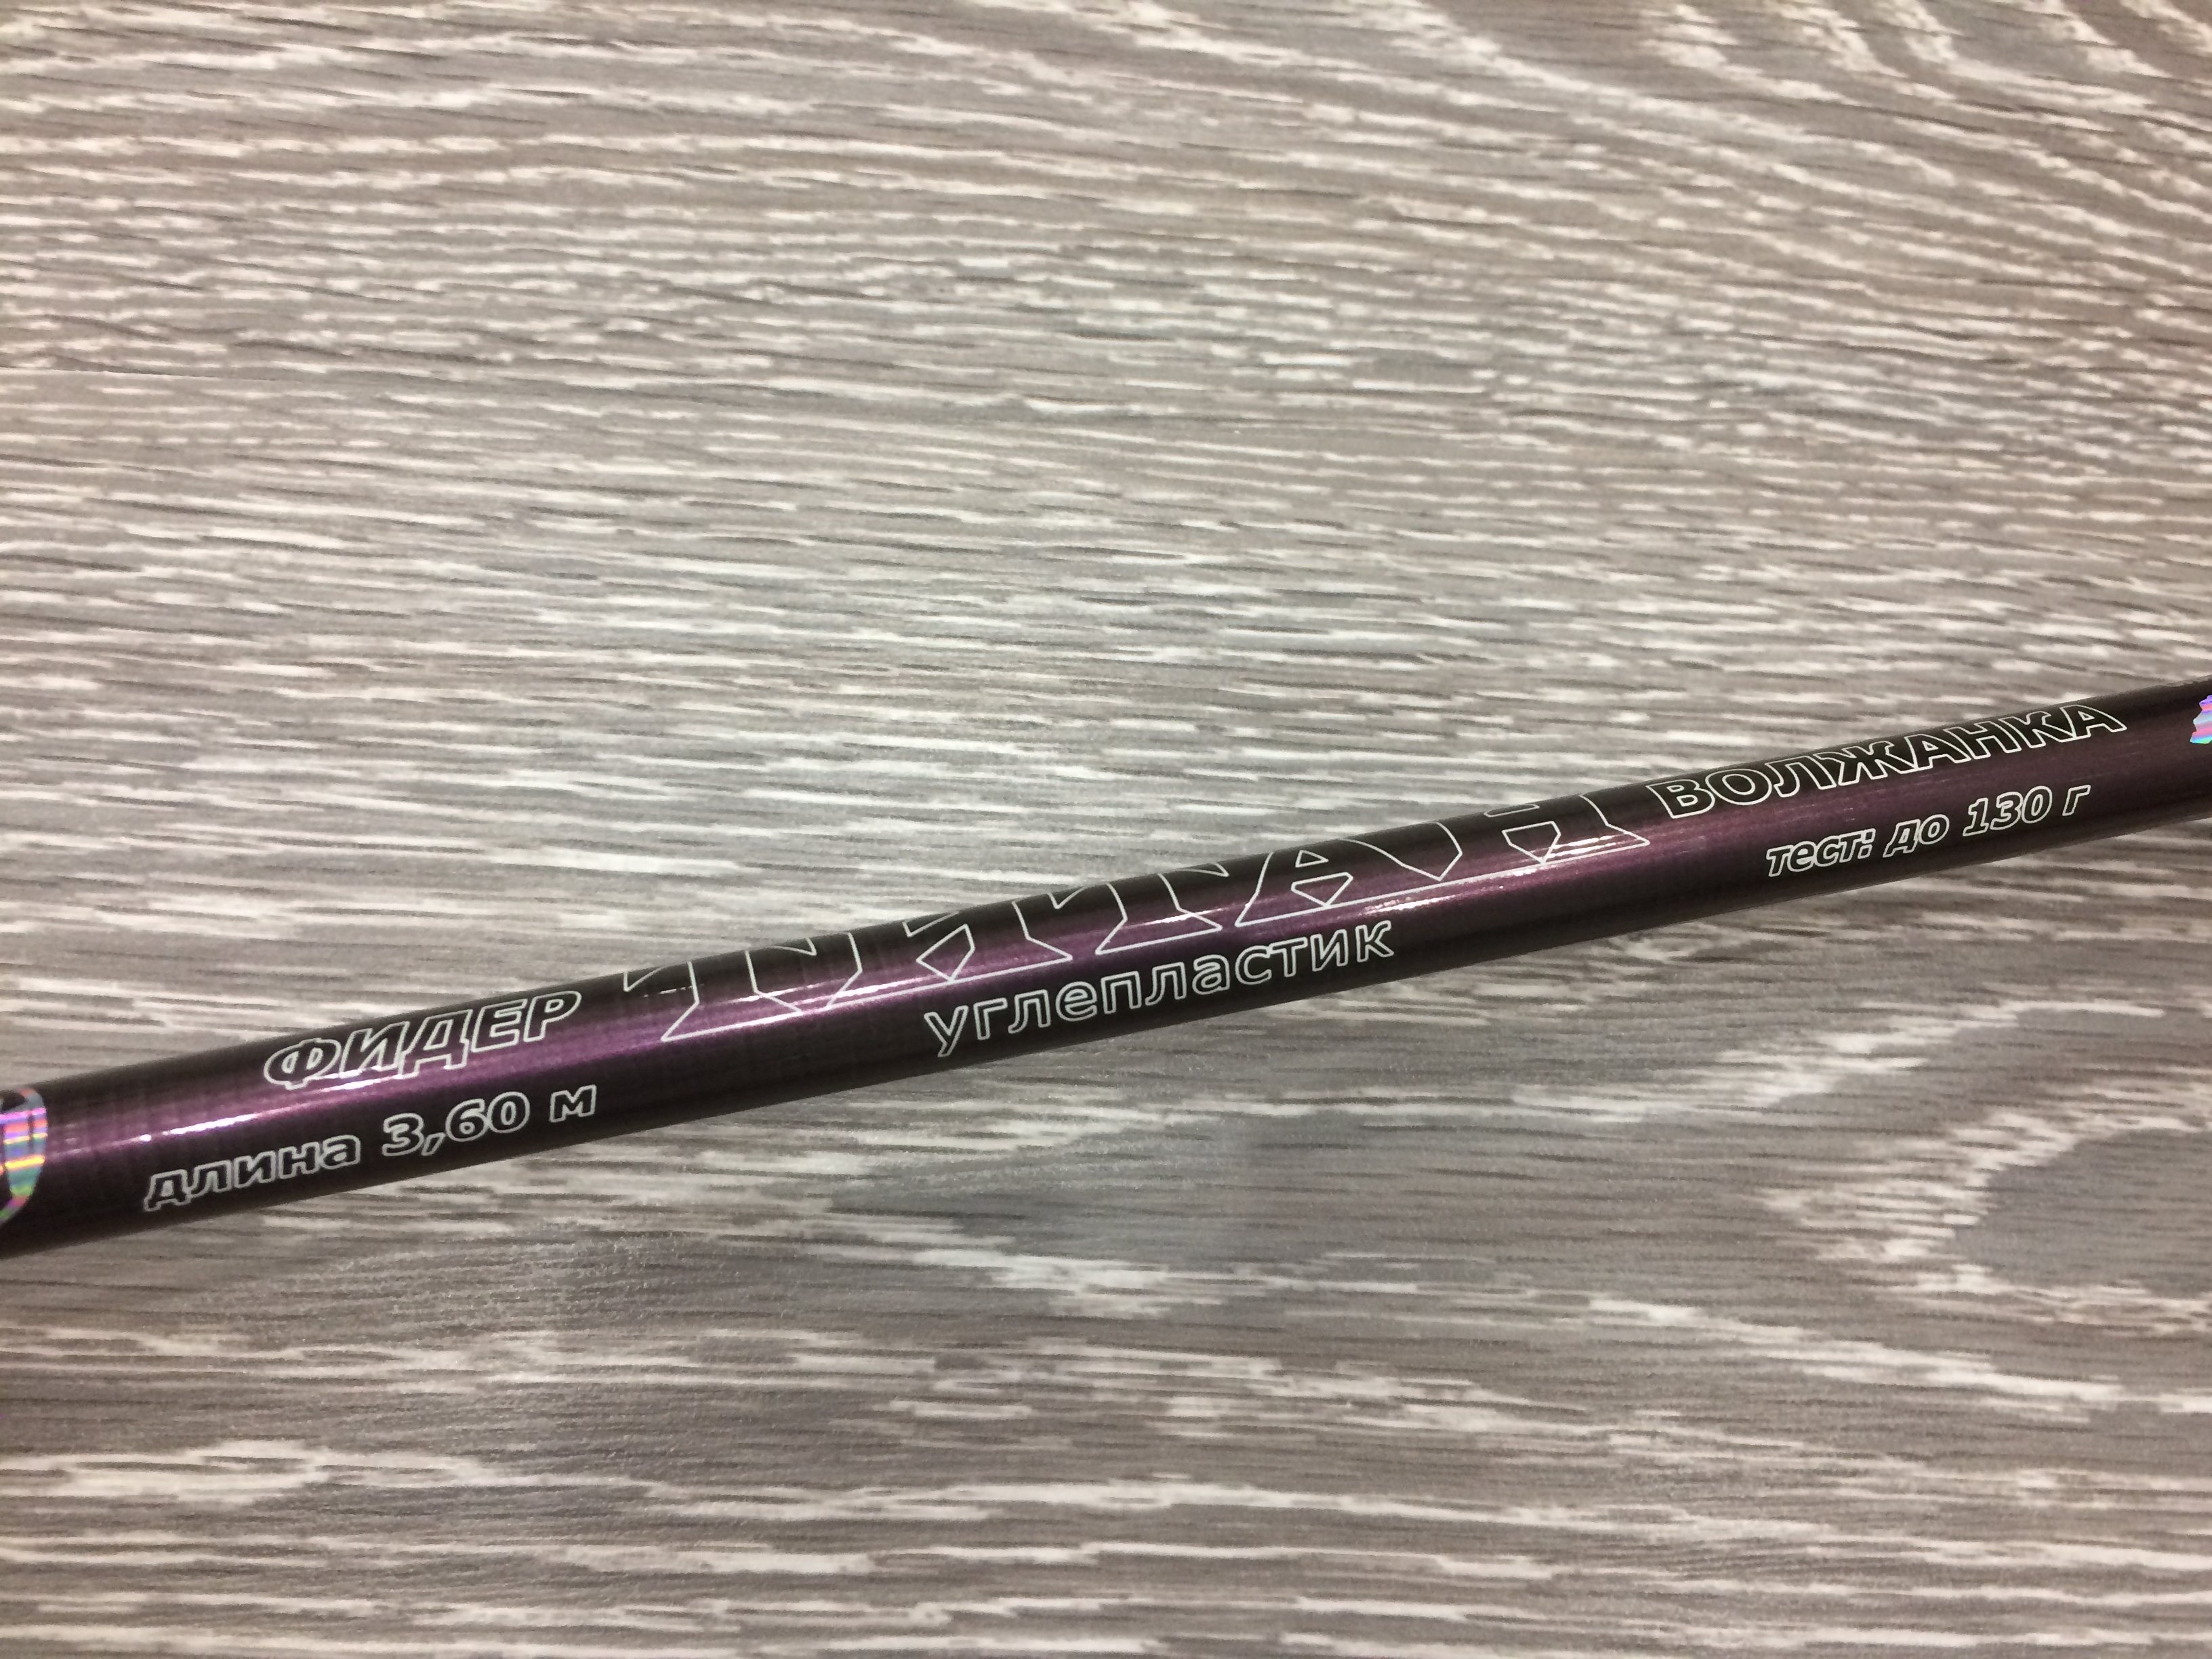 ФИДЕР ТИТАН ВОЛЖАНКА
длина 3,60 м углепластик тест: до 130 г